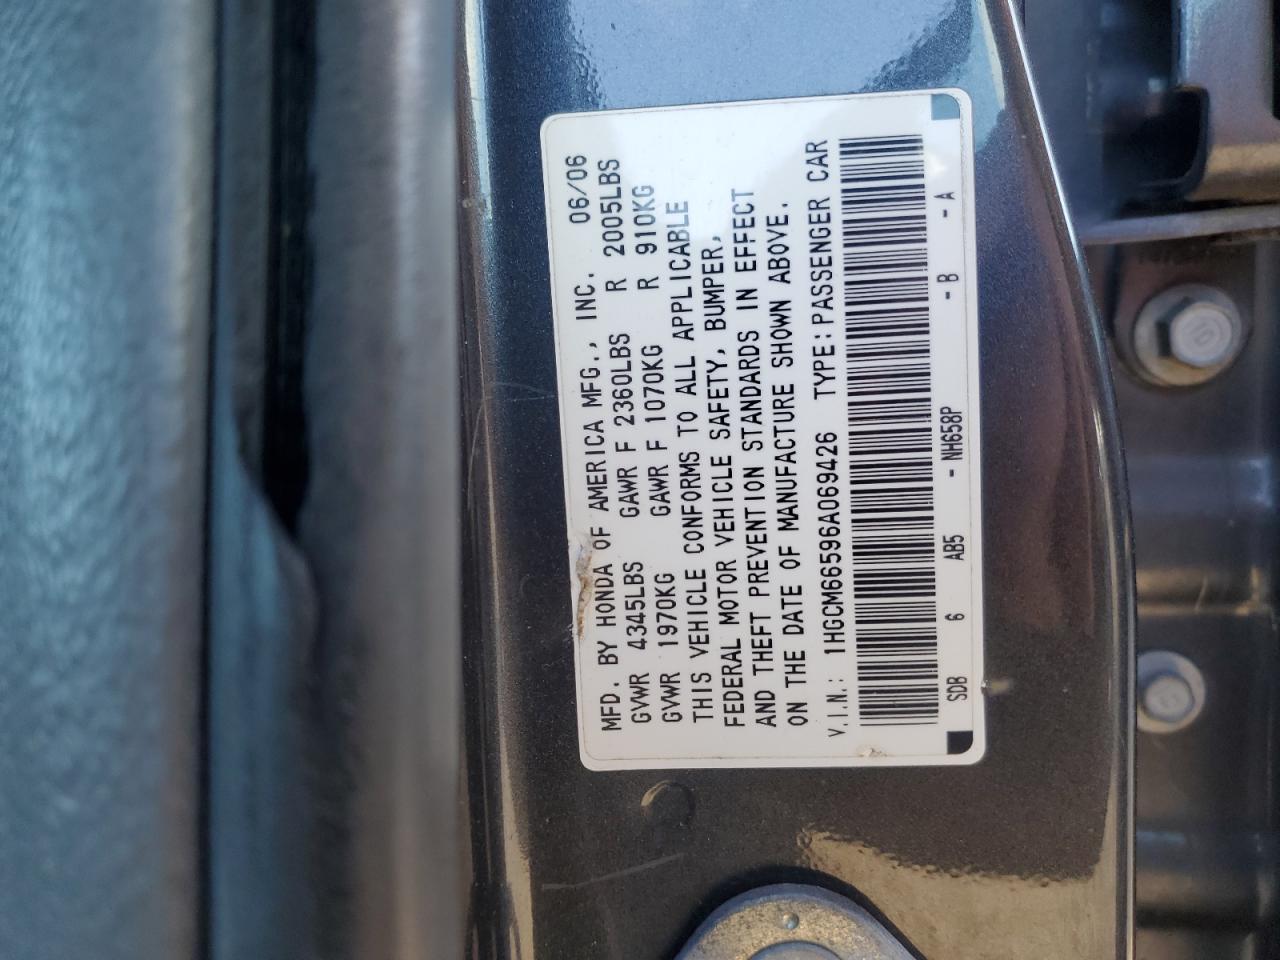 MFD. BY HONDA OF AMERICA MFG., INC. 06/06
GVWR 4345LBS GAWR F 2360LBS R 2005LBS
GVWR 1970KG GAWR F 1070KG R 910KG
THIS VEHICLE CONFORMS TO ALL APPLICABLE
FEDERAL MOTOR VEHICLE SAFETY, BUMPER,
AND THEFT PREVENTION STANDARDS IN EFFECT
ON THE DATE OF MANUFACTURE SHOWN ABOVE.
V.I.N.: 1HGCM66596A069426 TYPE:PASSENGER CAR
SDB 6 AB5 - NH658P - B - A